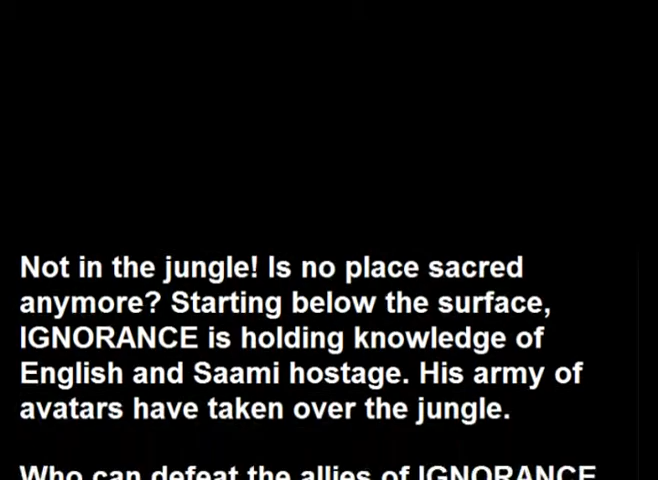 Not in the jungle! Is no place sacred
anymore? Starting below the surface,
IGNORANCE is holding knowledge of
English and Saami hostage. His army of
avatars have taken over the jungle.
Who can defeat the allies of IGNORANCE